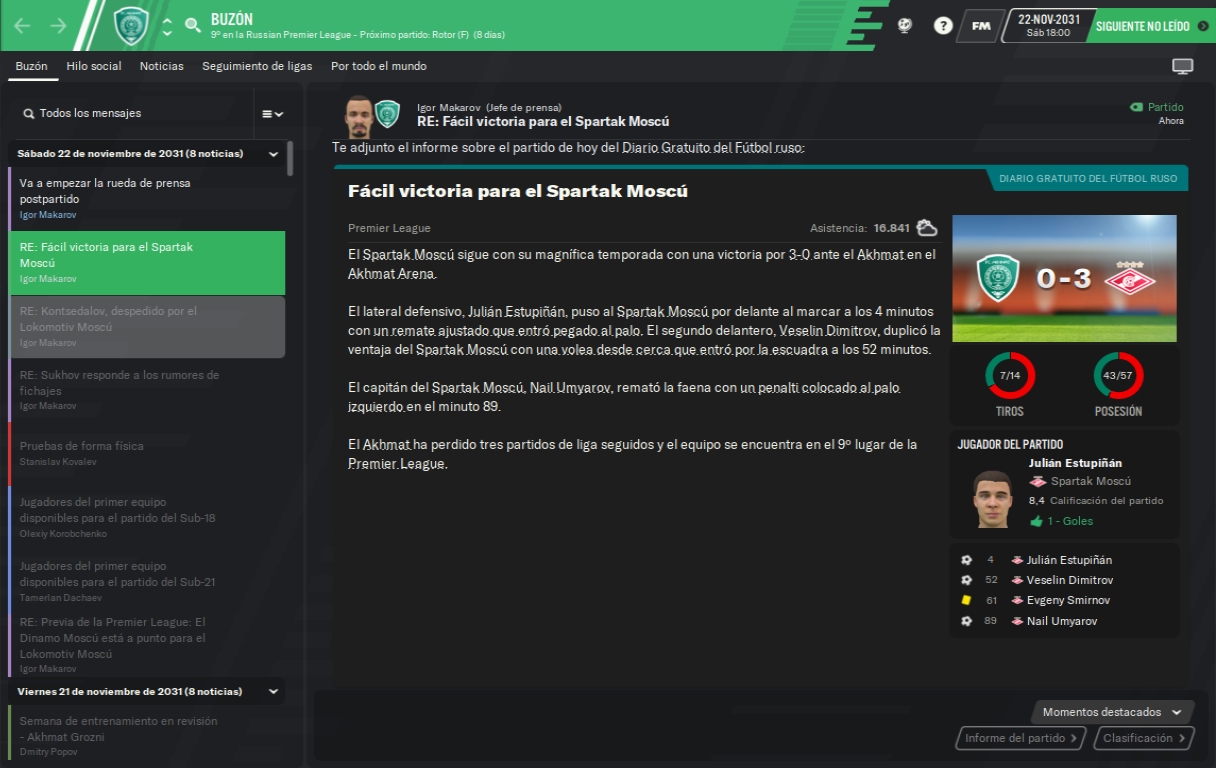 BUZÓN
9º en la Russian Premier League - Próximo partido: Rotor (F) (8 días)
?
FM
22-NOV-2031
Sáb 18:00
SIGUIENTE NO LEÍDO
Buzón
Hilo social
Noticias
Seguimiento de ligas
Por todo el mundo
Todos los mensajes
Sábado 22 de noviembre de 2031 (8 noticias)
Va a empezar la rueda de prensa
postpartido
Igor Makarov
RE: Fácil victoria para el Spartak
Moscú
Igor Makarov
RE: Kontsedalov, despedido por el
Lokomotiv Moscú
Igor Makarov
RE: Sukhov responde a los rumores de
fichajes
Igor Makarov
Pruebas de forma física
Stanislav Kovalev
Jugadores del primer equipo
disponibles para el partido del Sub-18
Olexiy Korobchenko
Jugadores del primer equipo
disponibles para el partido del Sub-21
Tamerlan Dachaev
RE: Previa de la Premier League: El
Dinamo Moscú está a punto para el
Lokomotiv Moscú
Igor Makarov
Viernes 21 de noviembre de 2031 (8 noticias)
Semana de entrenamiento en revisión
- Akhmat Grozni
Dmitry Popov
Igor Makarov (Jefe de prensa)
RE: Fácil victoria para el Spartak Moscú
Partido
Ahora
Te adjunto el informe sobre el partido de hoy del Diario Gratuito del Fútbol ruso:
DIARIO GRATUITO DEL FÚTBOL RUSO
Fácil victoria para el Spartak Moscú
Premier League
Asistencia: 16.841
El Spartak Moscú sigue con su magnífica temporada con una victoria por 3-0 ante el Akhmat en el
Akhmat Arena.
El lateral defensivo, Julián Estupiñán, puso al Spartak Moscú por delante al marcar a los 4 minutos
con un remate ajustado que entró pegado al palo. El segundo delantero, Veselin Dimitrov, duplicó la
ventaja del Spartak Moscú con una volea desde cerca que entró por la escuadra a los 52 minutos.
El capitán del Spartak Moscú, Nail Umyarov, remató la faena con un penalti colocado al palo
izquierdo en el minuto 89.
El Akhmat ha perdido tres partidos de liga seguidos y el equipo se encuentra en el 9º lugar de la
Premier League.
0-3
7/14
TIROS
43/57
POSESIÓN
JUGADOR DEL PARTIDO
Julián Estupiñán
Spartak Moscú
8,4 Calificación del partido
1 - Goles
4 Julián Estupiñán
52 Veselin Dimitrov
61 Evgeny Smirnov
89 Nail Umyarov
Momentos destacados
Informe del partido
Clasificación